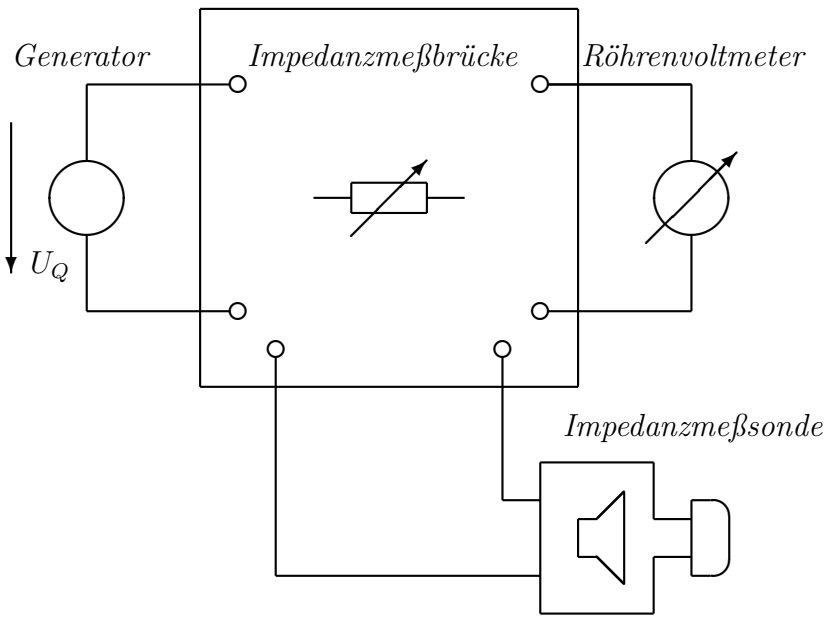 Generator
Impedanzmeßbrücke
Röhrenvoltmeter
U_Q
Impedanzmeßsonde